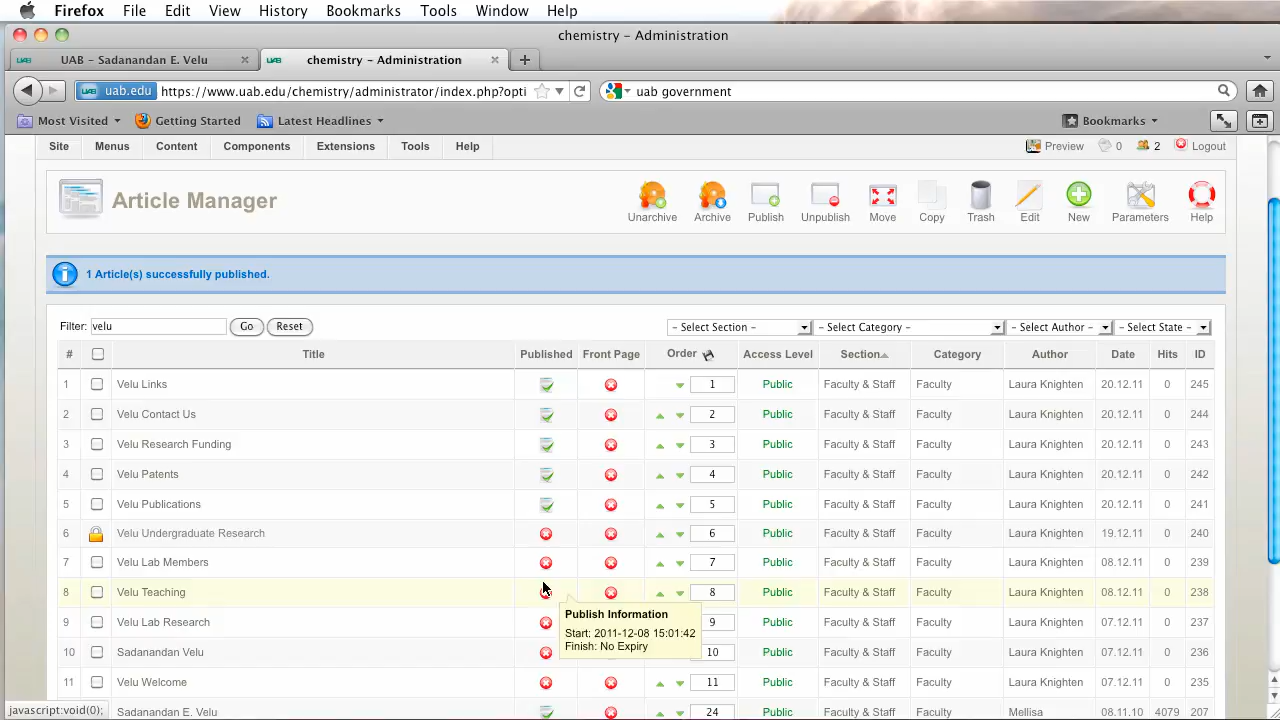 Firefox File Edit View History Bookmarks Tools Window Help
chemistry – Administration
UAB – Sadanandan E. Velu
chemistry – Administration
uab.edu https://www.uab.edu/chemistry/administrator/index.php?opti
uab government
Most Visited Getting Started Latest Headlines Bookmarks
Site Menus Content Components Extensions Tools Help Preview 0 2 Logout
Article Manager
Unarchive Archive Publish Unpublish Move Copy Trash Edit New Parameters Help
1 Article(s) successfully published.
Filter: velu Go Reset - Select Section - - Select Category - - Select Author - - Select State -
# Title Published Front Page Order Access Level Section Category Author Date Hits ID
1 Velu Links 1 Public Faculty & Staff Faculty Laura Knighten 20.12.11 0 245
2 Velu Contact Us 2 Public Faculty & Staff Faculty Laura Knighten 20.12.11 0 244
3 Velu Research Funding 3 Public Faculty & Staff Faculty Laura Knighten 20.12.11 0 243
4 Velu Patents 4 Public Faculty & Staff Faculty Laura Knighten 20.12.11 0 242
5 Velu Publications 5 Public Faculty & Staff Faculty Laura Knighten 20.12.11 0 241
6 Velu Undergraduate Research 6 Public Faculty & Staff Faculty Laura Knighten 19.12.11 0 240
7 Velu Lab Members 7 Public Faculty & Staff Faculty Laura Knighten 08.12.11 0 239
8 Velu Teaching 8 Public Faculty & Staff Faculty Laura Knighten 08.12.11 0 238
Publish Information
Start: 2011-12-08 15:01:42
Finish: No Expiry
9 Velu Lab Research 9 Public Faculty & Staff Faculty Laura Knighten 07.12.11 0 237
10 Sadanandan Velu 10 Public Faculty & Staff Faculty Laura Knighten 07.12.11 0 236
11 Velu Welcome 11 Public Faculty & Staff Faculty Laura Knighten 07.12.11 0 235
javascript:void(0); Sadanandan E. Velu 24 Public Faculty & Staff Faculty Mellisa 08.11.10 4079 207